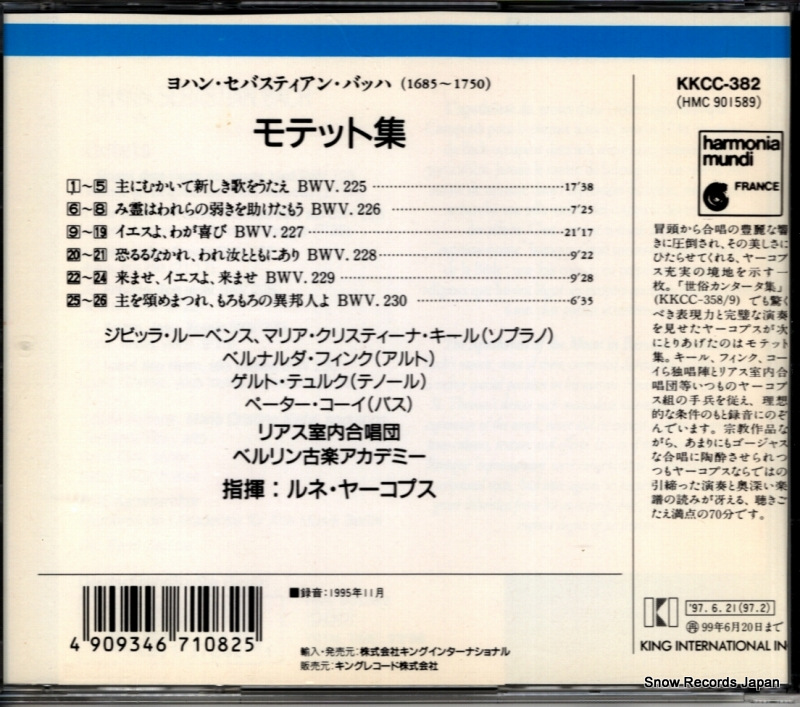 ヨハン・セバスティアン・バッハ (1685～1750)
モテット集
1～5 主にむかいて新しき歌をうたえ BWV. 225 17'38
6～8 み霊はわれらの弱きを助けたもう BWV. 226 7'25
9～19 イエスよ、わが喜び BWV. 227 21'17
20～21 恐るるなかれ、われ汝とともにあり BWV. 228 9'22
22～24 来ませ、イエスよ、来ませ BWV. 229 9'28
25～26 主を頌めまつれ、もろもろの異邦人よ BWV. 230 6'35
ジビッラ・ルーベンス、マリア・クリスティーナ・キール(ソプラノ)
ベルナルダ・フィンク(アルト)
ゲルト・テュルク(テノール)
ペーター・コーイ(バス)
リアス室内合唱団
ベルリン古楽アカデミー
指揮：ルネ・ヤーコプス
4 909346 710825
■録音：1995年11月
輸入・発売元：株式会社キングインターナショナル
販売元：キングレコード株式会社
KKCC-382
(HMC 901589)
harmonia
mundi
FRANCE
冒頭から合唱の豊麗な響
きに圧倒され、その美しさに
ひたらせてくれる、ヤーコプ
ス充実の境地を示す一
枚。「世俗カンタータ集」
(KKCC-358/9) でも驚く
べき表現力と完璧な演奏
を見せたヤーコプスが次
にとりあげたのはモテット
集。キール、フィンク、コー
イら独唱陣とリアス室内合
唱団等いつものヤーコプ
ス組の手兵を従え、理想
的な条件のもと録音にのぞ
んでいます。宗教作品な
がら、あまりにもゴージャス
な合唱に陶酔させられつ
つもヤーコプスならではの
引締った演奏と奥深い楽
譜の読みが冴える、聴きご
たえ満点の70分です。
KI
'97. 6. 21 (97. 2)
再 99年6月20日まで
KING INTERNATIONAL IN
Snow Records Japan